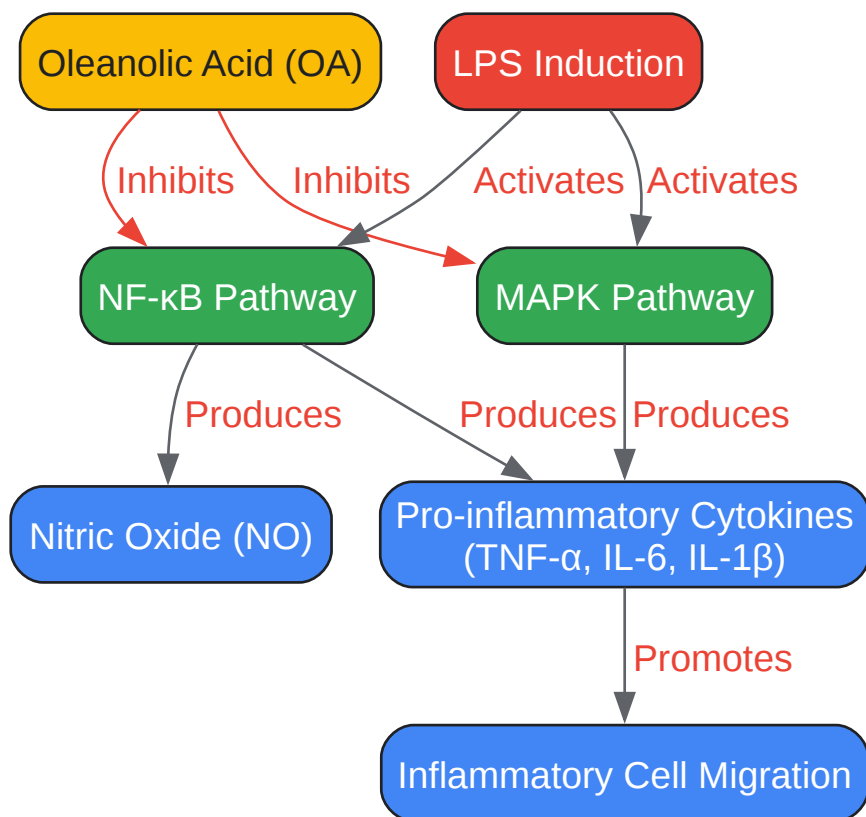 Oleanolic Acid (OA)
LPS Induction
Inhibits
Inhibits
Activates
Activates
NF-κB Pathway
MAPK Pathway
Produces
Produces
Produces
Nitric Oxide (NO)
Pro-inflammatory Cytokines
(TNF-α, IL-6, IL-1β)
Promotes
Inflammatory Cell Migration